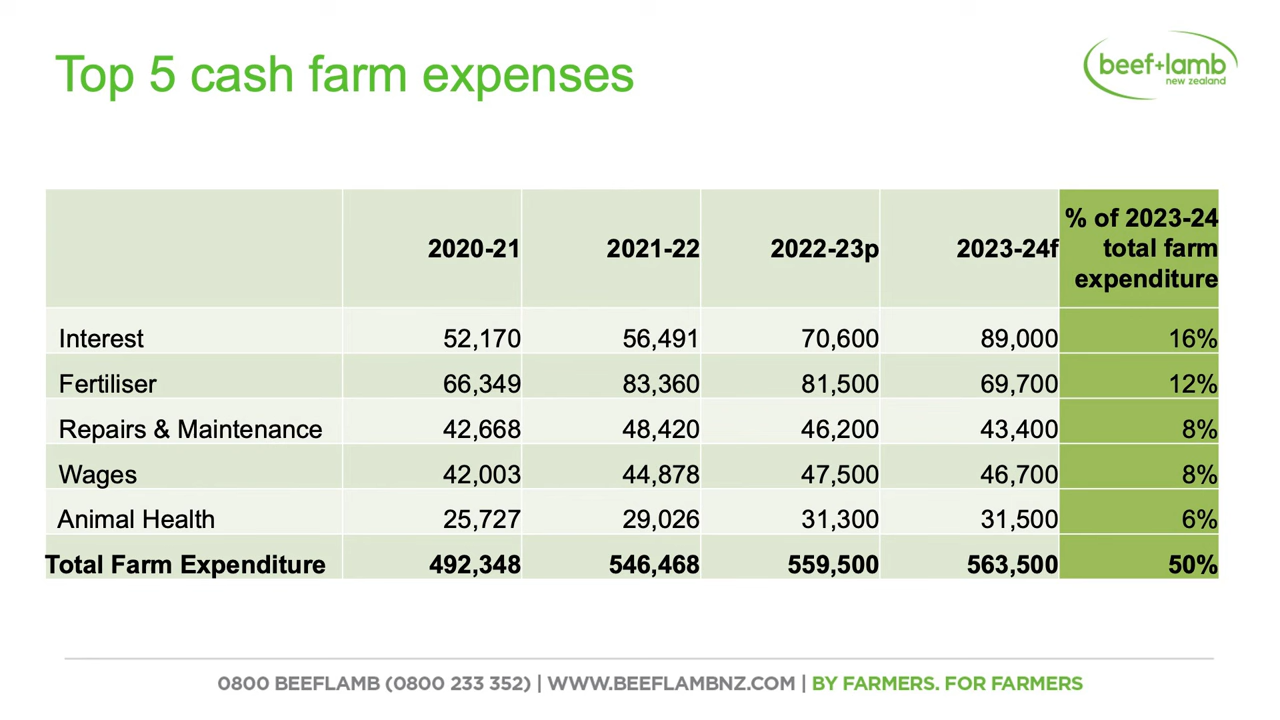 Top 5 cash farm expenses
beef+lamb
new zealand
2020-21 2021-22 2022-23p 2023-24f % of 2023-24 total farm expenditure
Interest 52,170 56,491 70,600 89,000 16%
Fertiliser 66,349 83,360 81,500 69,700 12%
Repairs & Maintenance 42,668 48,420 46,200 43,400 8%
Wages 42,003 44,878 47,500 46,700 8%
Animal Health 25,727 29,026 31,300 31,500 6%
Total Farm Expenditure 492,348 546,468 559,500 563,500 50%
0800 BEEFLAMB (0800 233 352) | WWW.BEEFLAMBNZ.COM | BY FARMERS. FOR FARMERS